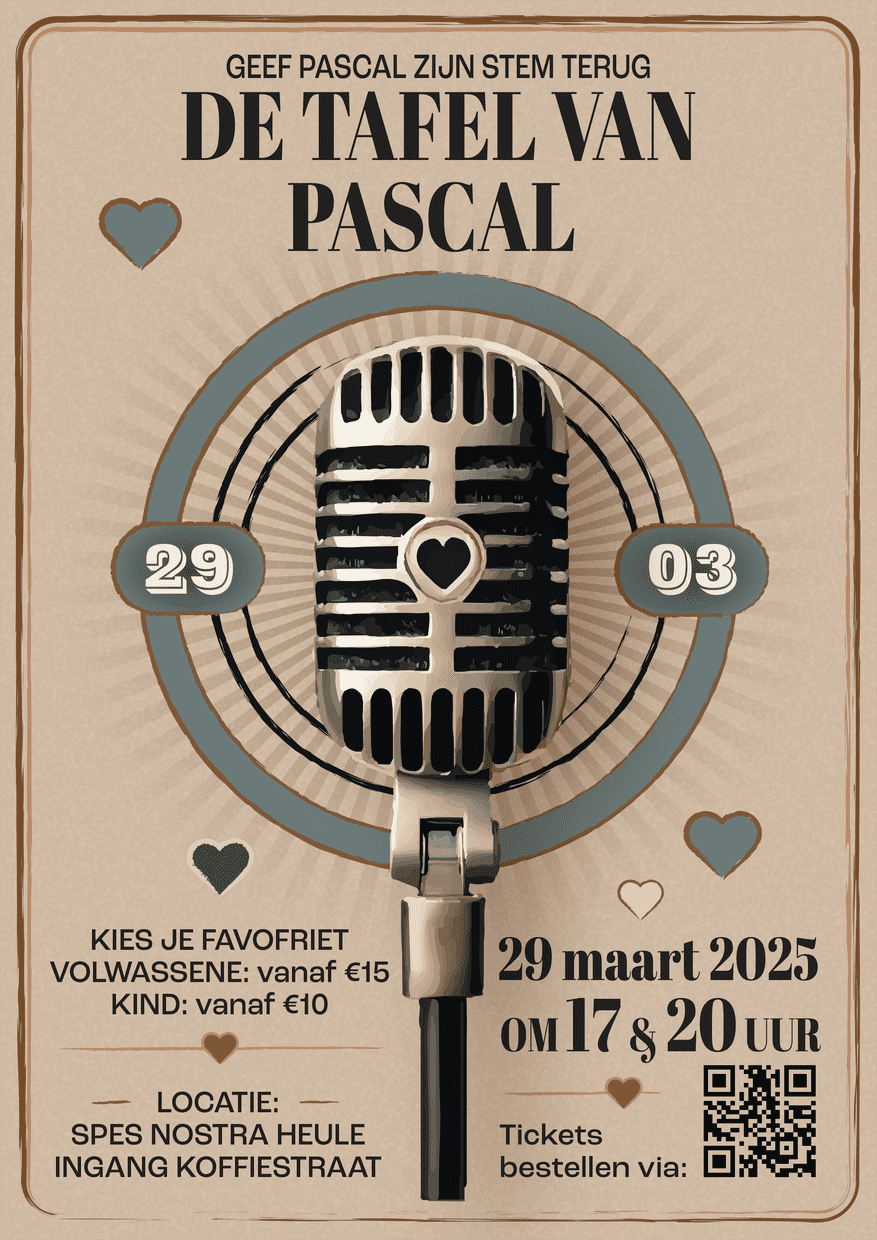 GEEF PASCAL ZIJN STEM TERUG
DE TAFEL VAN
PASCAL
29
03
KIES JE FAVOFRIET
VOLWASSENE: vanaf €15
KIND: vanaf €10
LOCATIE:
SPES NOSTRA HEULE
INGANG KOFFIESTRAAT
29 maart 2025
OM 17 & 20 UUR
Tickets
bestellen via: